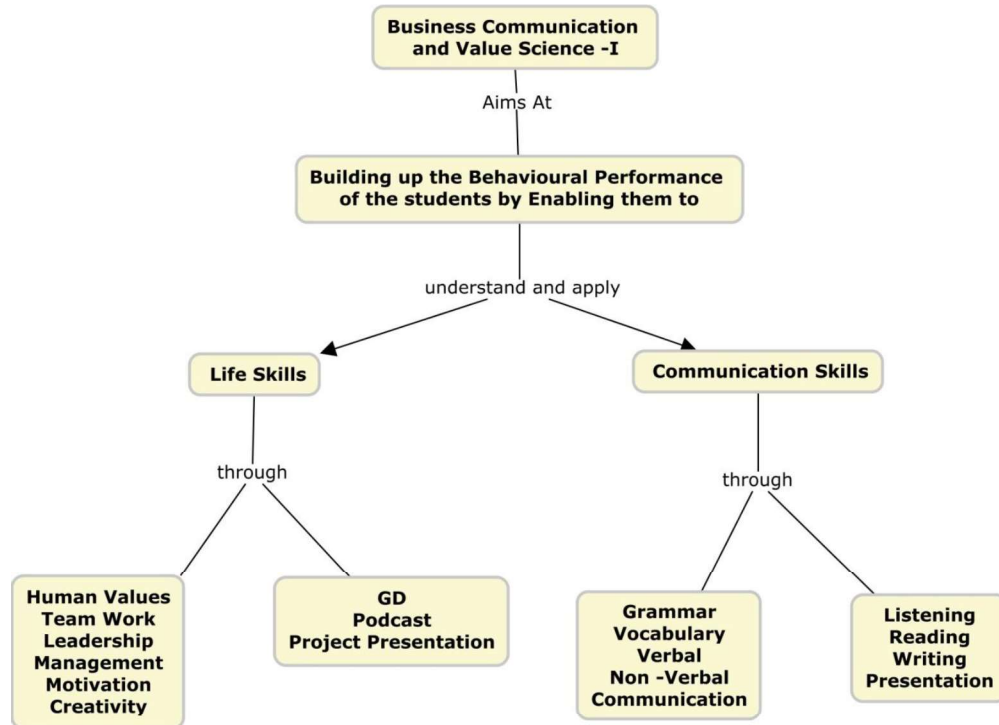 Business Communication
and Value Science -I
Aims At
Building up the Behavioural Performance
of the students by Enabling them to
understand and apply
Life Skills
Communication Skills
through
through
Human Values
Team Work
Leadership
Management
Motivation
Creativity
GD
Podcast
Project Presentation
Grammar
Vocabulary
Verbal
Non -Verbal
Communication
Listening
Reading
Writing
Presentation